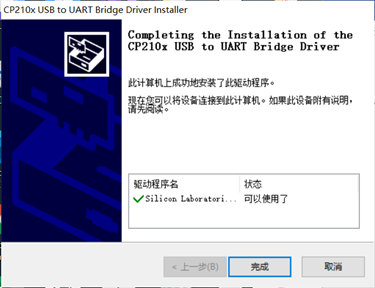 CP210x USB to UART Bridge Driver Installer
Completing the Installation of the
CP210x USB to UART Bridge Driver
此计算机上成功地安装了此驱动程序。
现在您可以将设备连接到此计算机。如果此设备附有说明，
请先阅读。
驱动程序名 状态
Silicon Laboratori... 可以使用了
< 上一步(B) 完成 取消